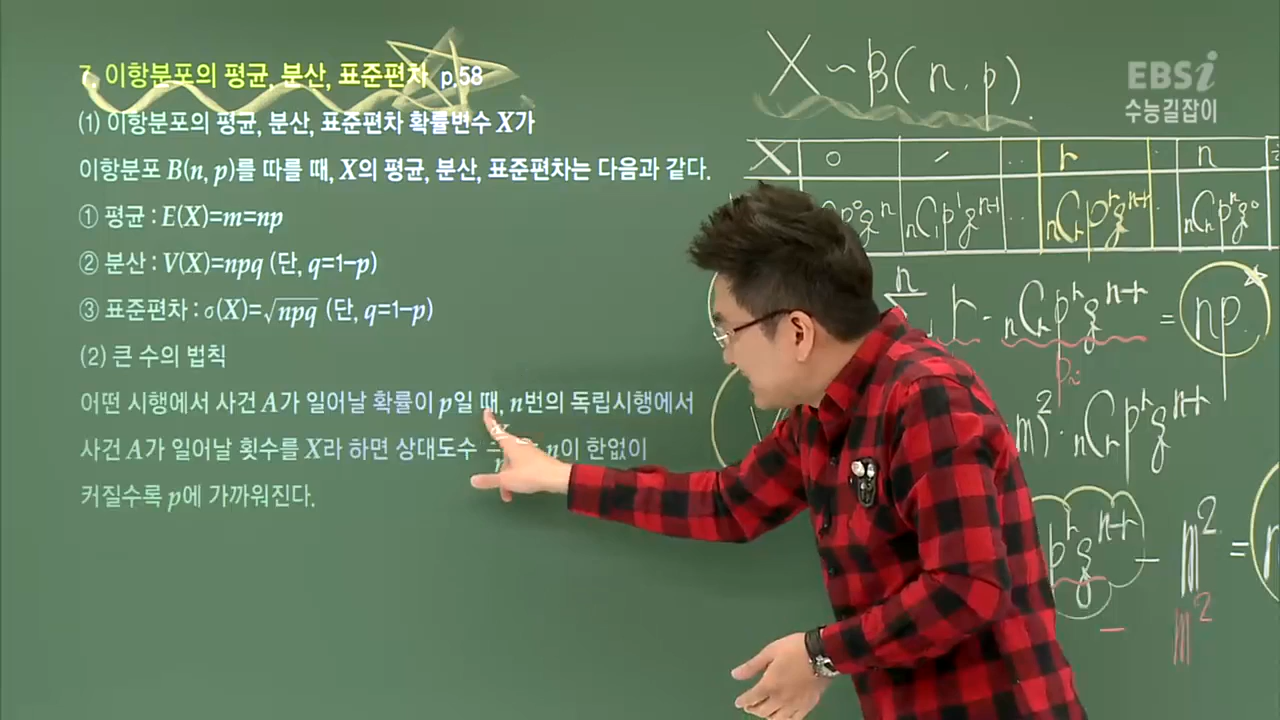 7. 이항분포의 평균, 분산, 표준편차 p.58
(1) 이항분포의 평균, 분산, 표준편차 확률변수 X가
이항분포 B(n, p)를 따를 때, X의 평균, 분산, 표준편차는 다음과 같다.
① 평균 : E(X)=m=np
② 분산 : V(X)=npq (단, q=1-p)
③ 표준편차 : σ(X)=√npq (단, q=1-p)
(2) 큰 수의 법칙
어떤 시행에서 사건 A가 일어날 확률이 p일 때, n번의 독립시행에서
사건 A가 일어날 횟수를 X라 하면 상대도수 n이 한없이
커질수록 p에 가까워진다.
EBSi
수능길잡이
X ~ B(n, p)
X 0 1 ... r n
p⁰qⁿ ₙC₁p¹qⁿ⁻¹ ... ₙCᵣpʳqⁿ⁻ʳ ₙCₙpⁿq⁰
n
Σ r · ₙCᵣpʳqⁿ⁻ʳ = np
pᵢ
m)² · ₙCᵣpʳq
pʳqⁿ⁻ʳ - m² =
- m²